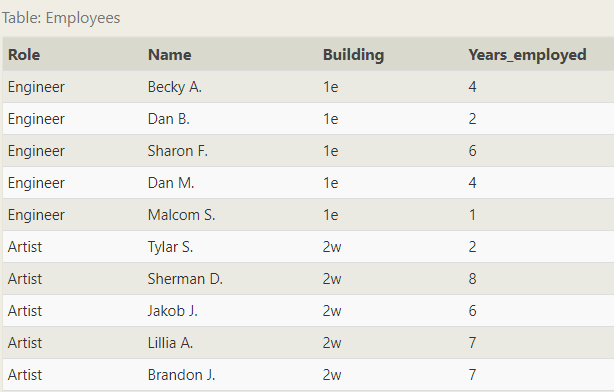 Table: Employees
Role Name Building Years_employed
Engineer Becky A. 1e 4
Engineer Dan B. 1e 2
Engineer Sharon F. 1e 6
Engineer Dan M. 1e 4
Engineer Malcom S. 1e 1
Artist Tylar S. 2w 2
Artist Sherman D. 2w 8
Artist Jakob J. 2w 6
Artist Lillia A. 2w 7
Artist Brandon J. 2w 7